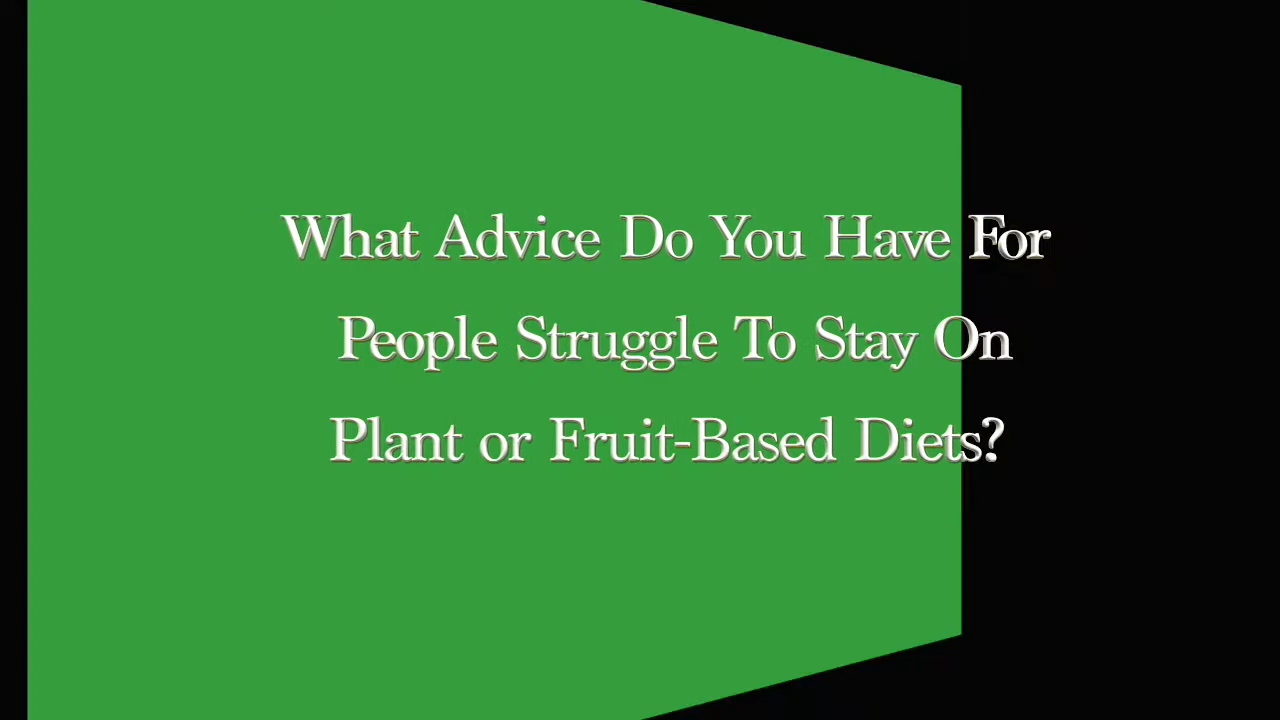 What Advice Do You Have For
People Struggle To Stay On
Plant or Fruit-Based Diets?